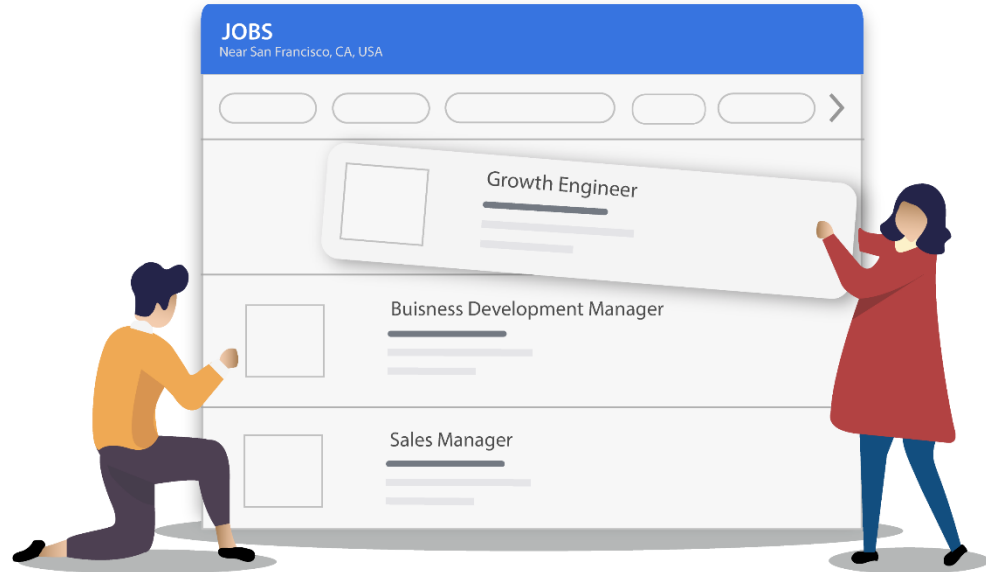 JOBS
Near San Francisco, CA, USA
Growth Engineer
Buisness Development Manager
Sales Manager